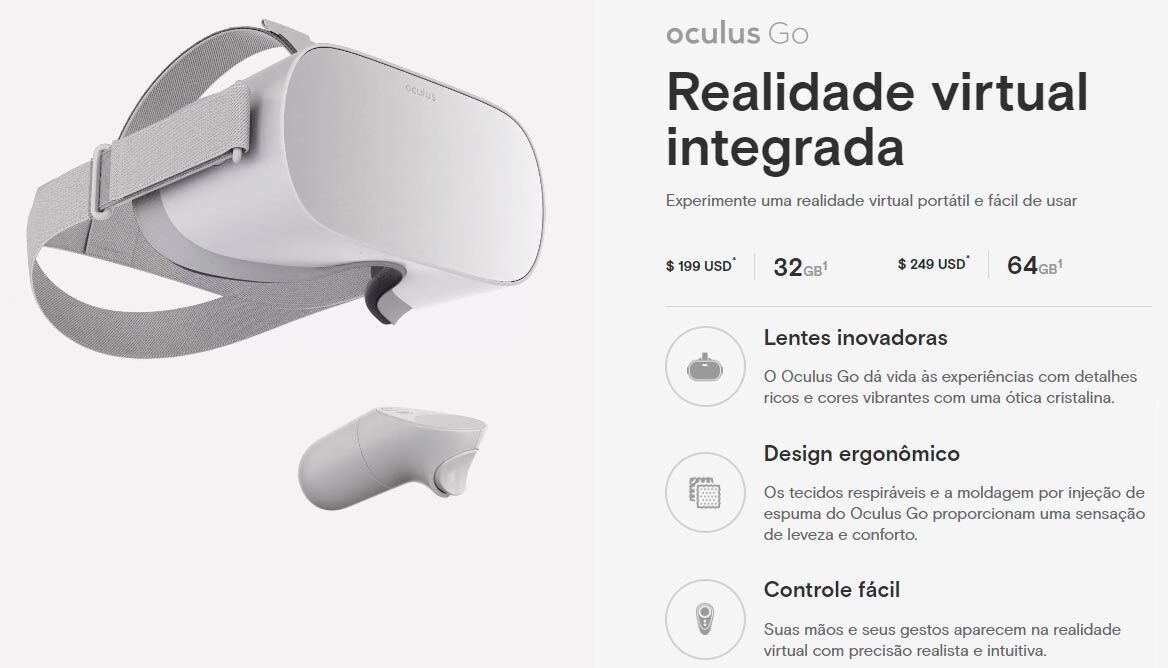 oculus
oculus Go
Realidade virtual
integrada
Experimente uma realidade virtual portátil e fácil de usar
$ 199 USD* 32GB¹ $ 249 USD* 64GB¹
Lentes inovadoras
O Oculus Go dá vida às experiências com detalhes
ricos e cores vibrantes com uma ótica cristalina.
Design ergonômico
Os tecidos respiráveis e a moldagem por injeção de
espuma do Oculus Go proporcionam uma sensação
de leveza e conforto.
Controle fácil
Suas mãos e seus gestos aparecem na realidade
virtual com precisão realista e intuitiva.